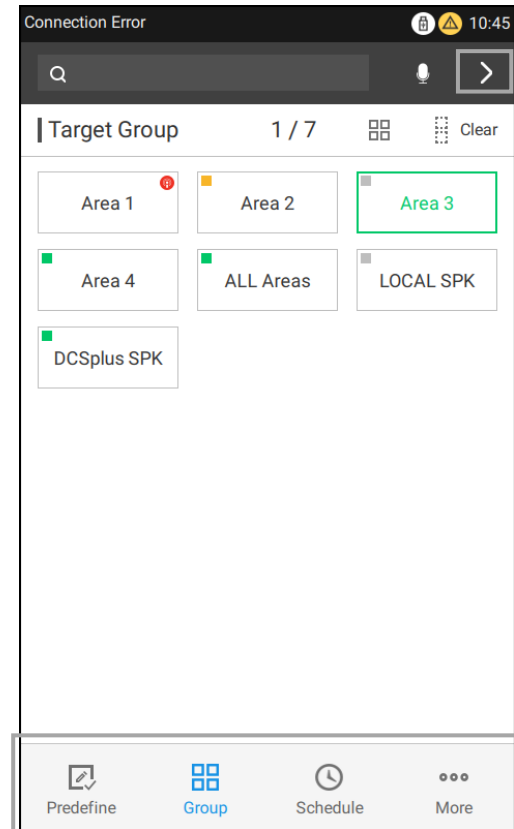 Connection Error 10:45
Target Group 1 / 7 Clear
Area 1 Area 2 Area 3
Area 4 ALL Areas LOCAL SPK
DCSplus SPK
Predefine Group Schedule More